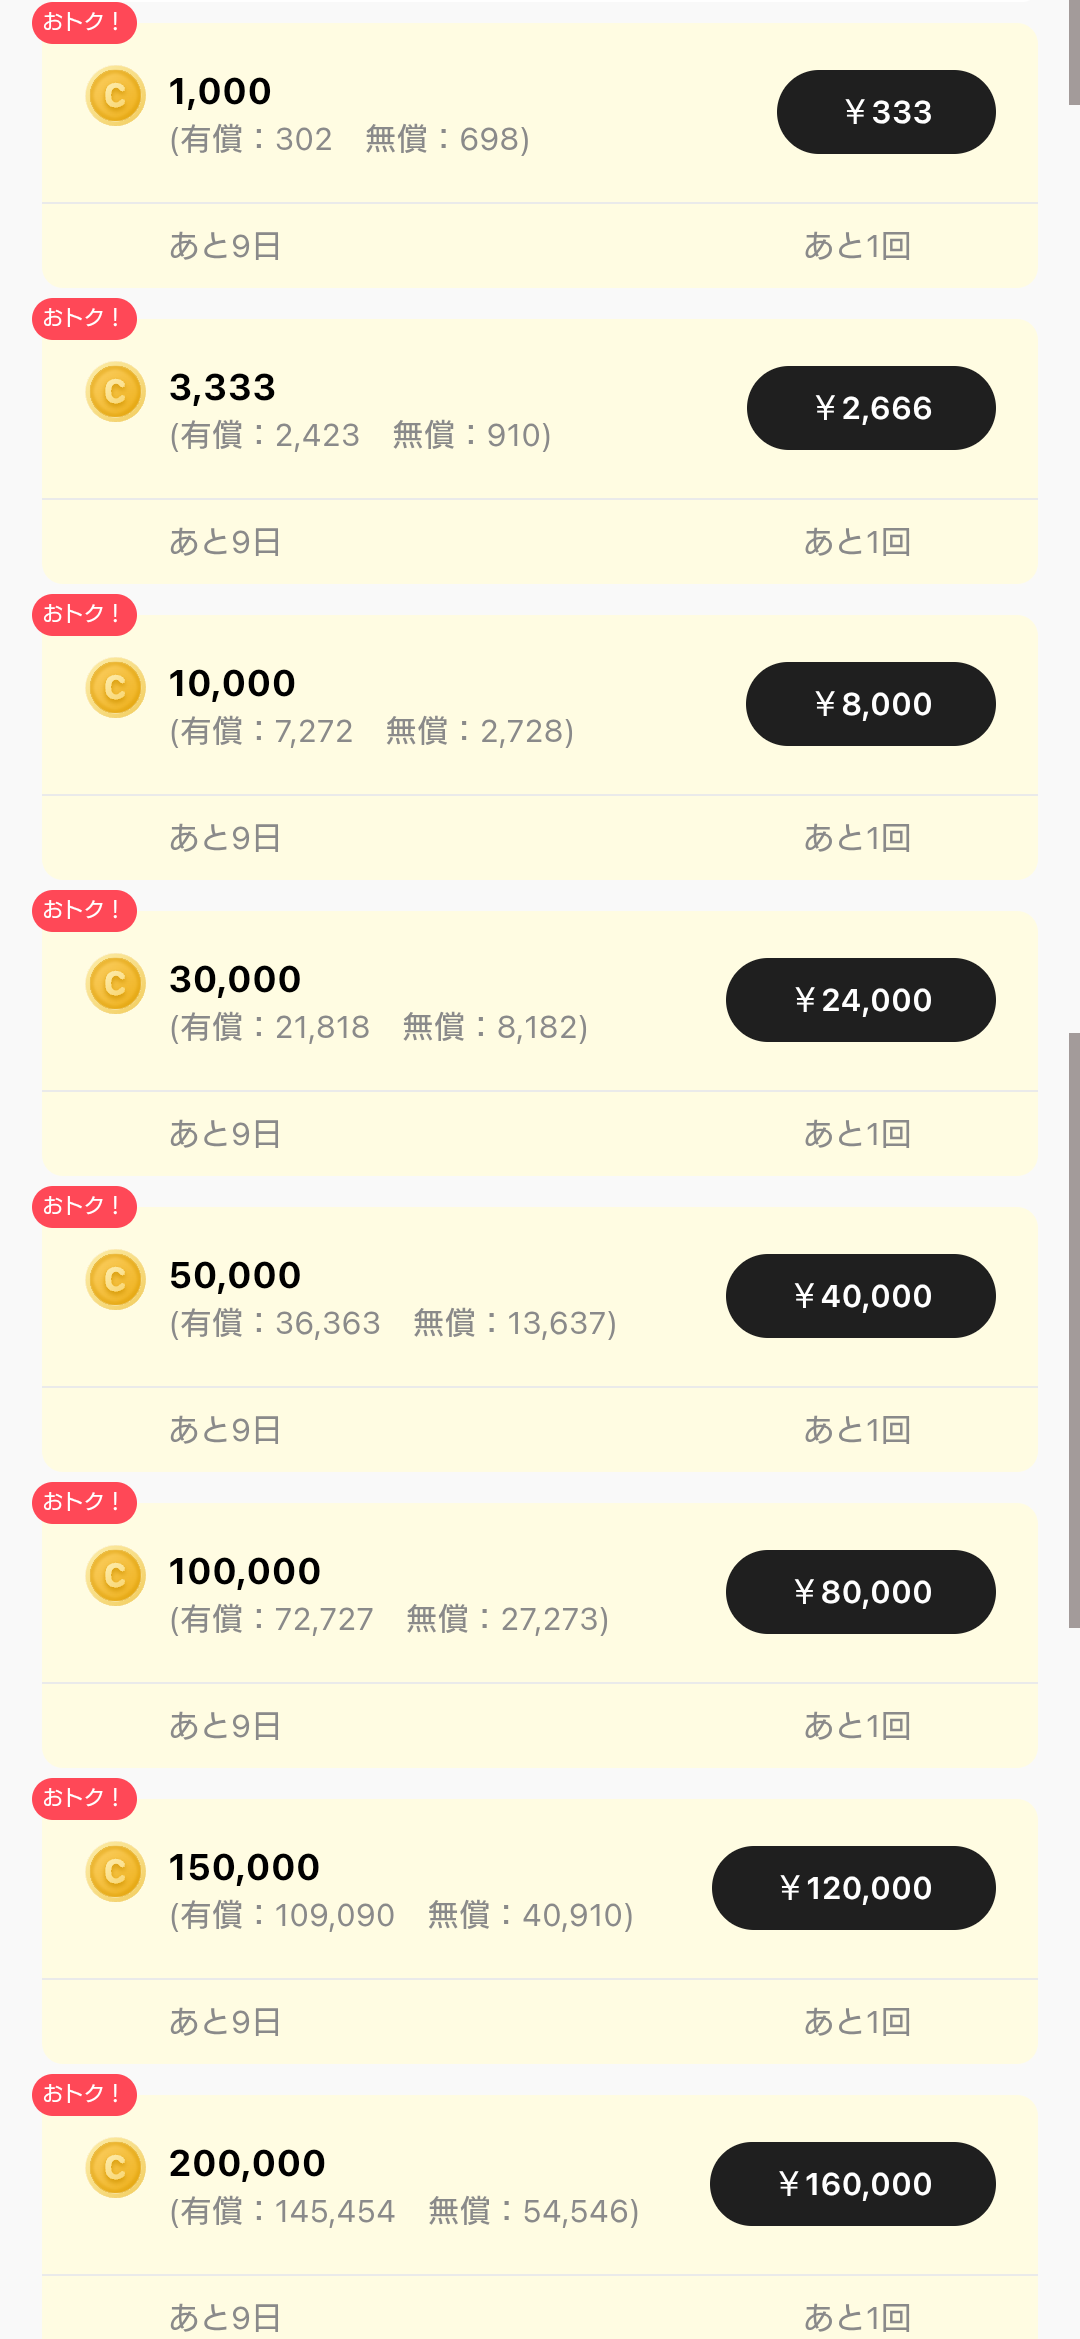 おトク！
C
1,000
￥333
(有償：302　無償：698)
あと9日
あと1回
おトク！
C
3,333
￥2,666
(有償：2,423　無償：910)
あと9日
あと1回
おトク！
C
10,000
￥8,000
(有償：7,272　無償：2,728)
あと9日
あと1回
おトク！
C
30,000
￥24,000
(有償：21,818　無償：8,182)
あと9日
あと1回
おトク！
C
50,000
￥40,000
(有償：36,363　無償：13,637)
あと9日
あと1回
おトク！
C
100,000
￥80,000
(有償：72,727　無償：27,273)
あと9日
あと1回
おトク！
C
150,000
￥120,000
(有償：109,090　無償：40,910)
あと9日
あと1回
おトク！
C
200,000
￥160,000
(有償：145,454　無償：54,546)
あと9日
あと1回